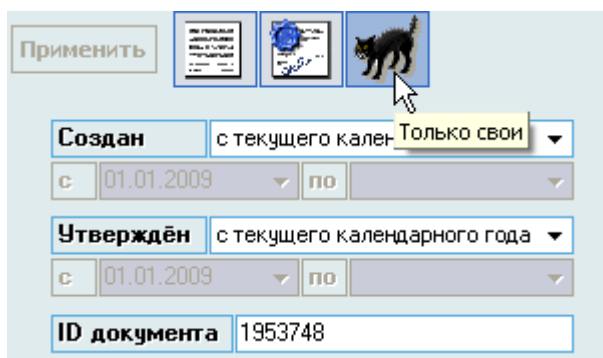 Применить
Создан с текущего кален
Только свои
с 01.01.2009 по
Утверждён с текущего календарного года
с 01.01.2009 по
ID документа 1953748